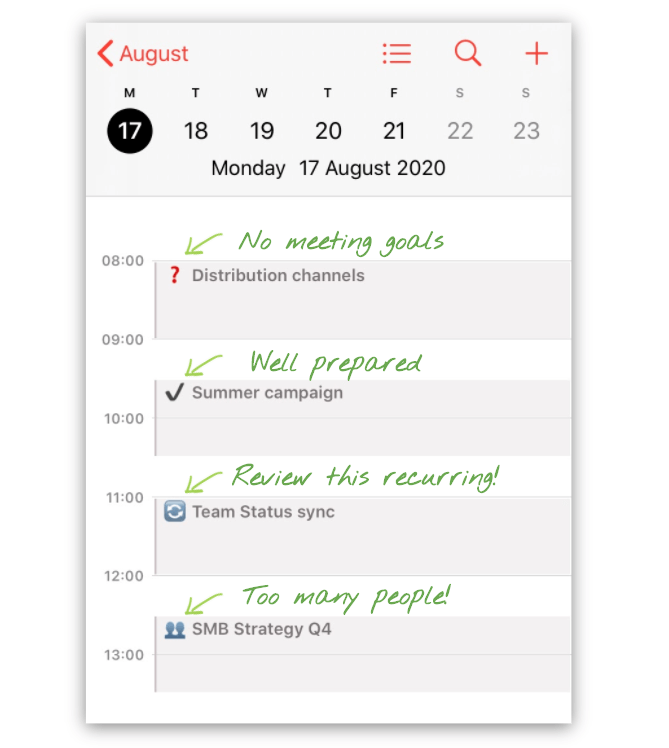 August
M T W T F S S
17 18 19 20 21 22 23
Monday 17 August 2020
No meeting goals
08:00
❓ Distribution channels
09:00
Well prepared
✔ Summer campaign
10:00
Review this recurring!
11:00
🔄 Team Status sync
12:00
Too many people!
👥 SMB Strategy Q4
13:00